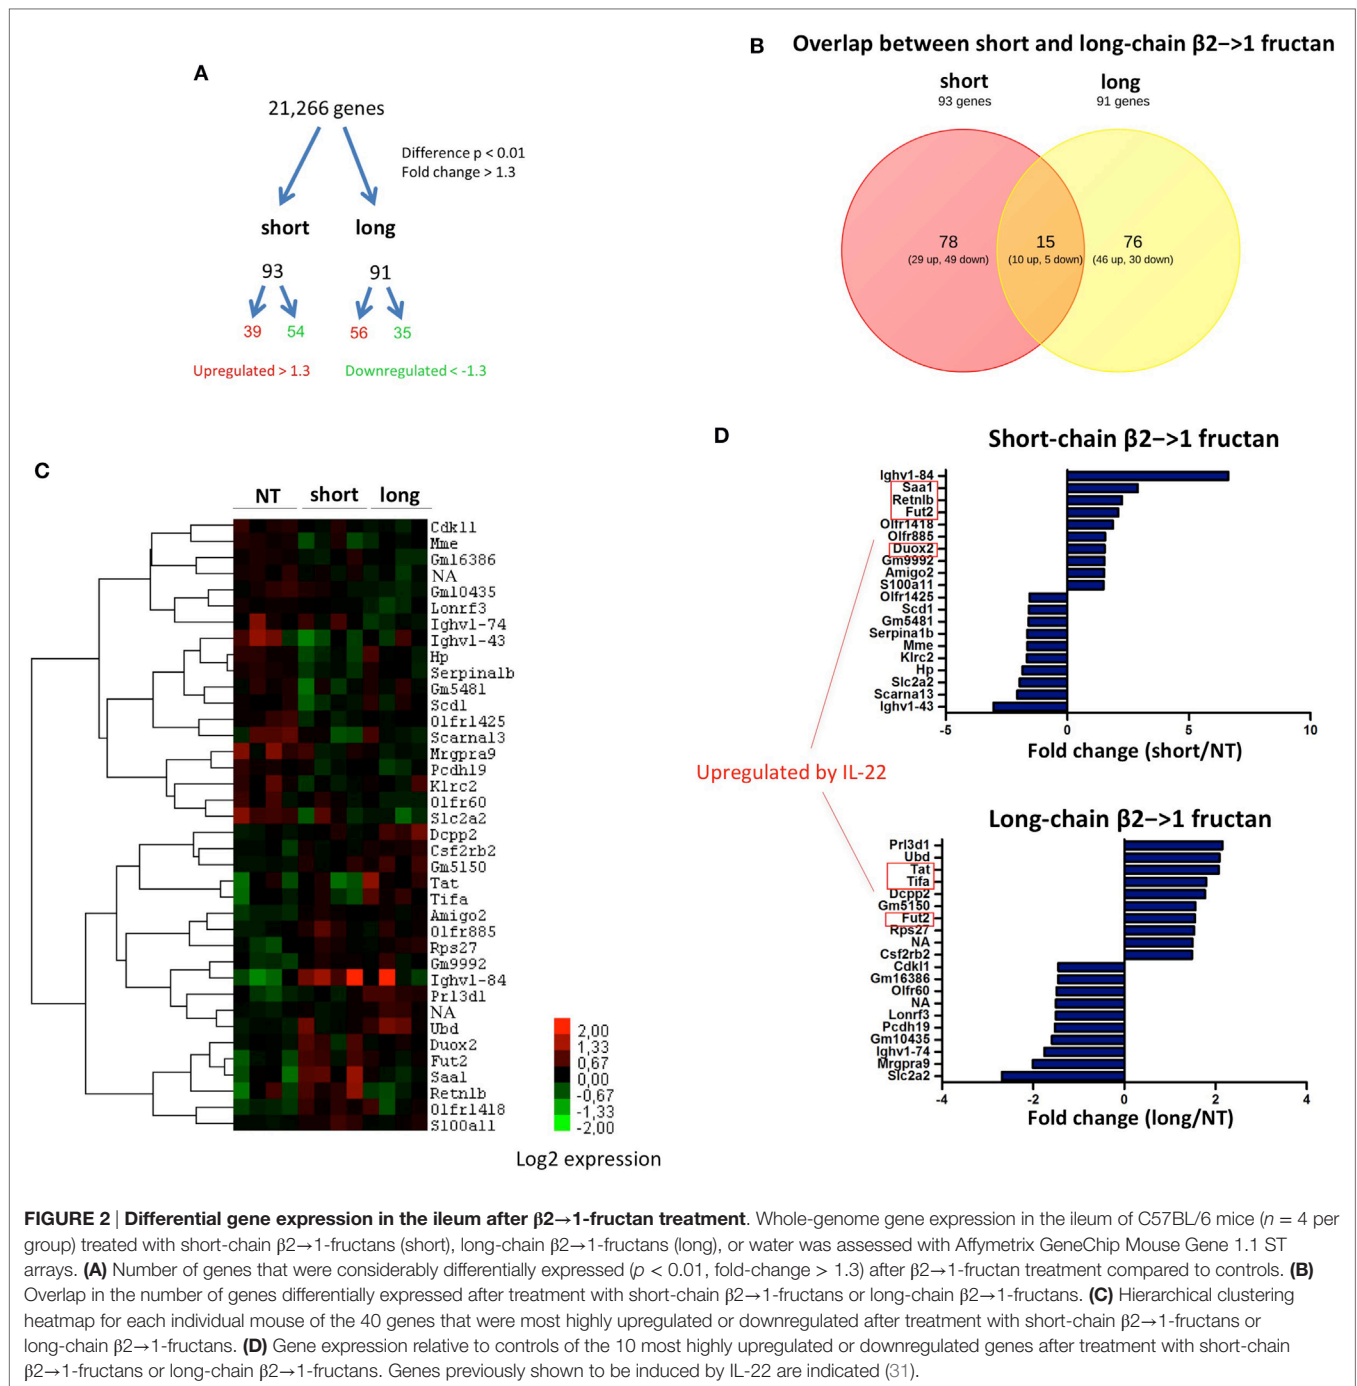 A
21,266 genes
Difference p < 0.01
Fold change > 1.3
short long
93 91
39 54 56 35
Upregulated > 1.3 Downregulated < -1.3
B Overlap between short and long-chain β2–>1 fructan
short long
93 genes 91 genes
78 15 76
(29 up, 49 down) (10 up, 5 down) (46 up, 30 down)
C
NT short long
Cdkl1
Mme
Gm16386
NA
Gm10435
Lonrf3
Ighv1-74
Ighv1-43
Hp
Serpina1b
Gm5481
Scd1
Olfr1425
Scarna13
Mrgpra9
Pcdh19
Klrc2
Olfr60
Slc2a2
Dcpp2
Csf2rb2
Gm5150
Tat
Tifa
Amigo2
Olfr885
Rps27
Gm9992
Ighv1-84
Prl3d1
NA
Ubd
Duox2
Fut2
Saa1
Retnlb
Olfr1418
S100a11
2,00
1,33
0,67
0,00
-0,67
-1,33
-2,00
Log2 expression
D
Short-chain β2–>1 fructan
Ighv1-84
Saa1
Retnlb
Fut2
Olfr1418
Olfr885
Duox2
Gm9992
Amigo2
S100a11
Olfr1425
Scd1
Gm5481
Serpina1b
Mme
Klrc2
Hp
Slc2a2
Scarna13
Ighv1-43
-5 0 5 10
Fold change (short/NT)
Upregulated by IL-22
Long-chain β2–>1 fructan
Prl3d1
Ubd
Tat
Tifa
Dcpp2
Gm5150
Fut2
Rps27
NA
Csf2rb2
Cdkl1
Gm16386
Olfr60
NA
Lonrf3
Pcdh19
Gm10435
Ighv1-74
Mrgpra9
Slc2a2
-4 -2 0 2 4
Fold change (long/NT)
FIGURE 2 | Differential gene expression in the ileum after β2→1-fructan treatment. Whole-genome gene expression in the ileum of C57BL/6 mice (n = 4 per
group) treated with short-chain β2→1-fructans (short), long-chain β2→1-fructans (long), or water was assessed with Affymetrix GeneChip Mouse Gene 1.1 ST
arrays. (A) Number of genes that were considerably differentially expressed (p < 0.01, fold-change > 1.3) after β2→1-fructan treatment compared to controls. (B)
Overlap in the number of genes differentially expressed after treatment with short-chain β2→1-fructans or long-chain β2→1-fructans. (C) Hierarchical clustering
heatmap for each individual mouse of the 40 genes that were most highly upregulated or downregulated after treatment with short-chain β2→1-fructans or
long-chain β2→1-fructans. (D) Gene expression relative to controls of the 10 most highly upregulated or downregulated genes after treatment with short-chain
β2→1-fructans or long-chain β2→1-fructans. Genes previously shown to be induced by IL-22 are indicated (31).